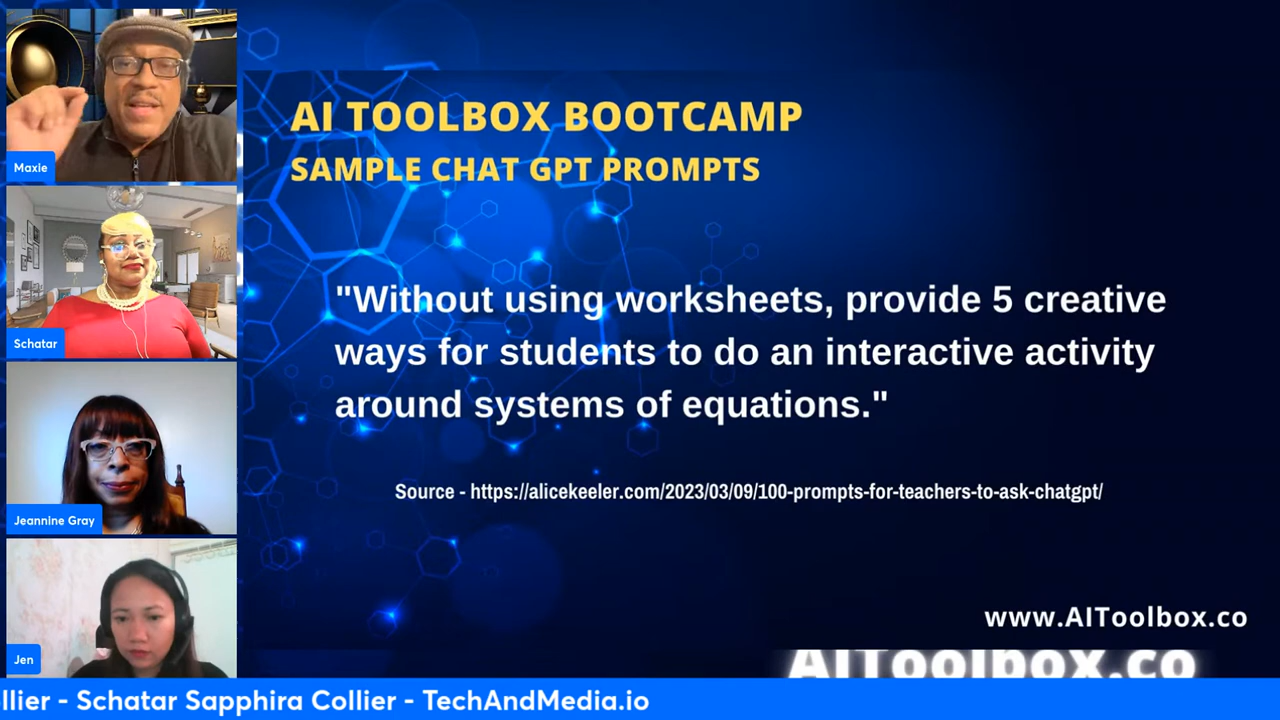 Maxie
Schatar
Jeannine Gray
Jen
AI TOOLBOX BOOTCAMP
SAMPLE CHAT GPT PROMPTS
"Without using worksheets, provide 5 creative
ways for students to do an interactive activity
around systems of equations."
Source - https://alicekeeler.com/2023/03/09/100-prompts-for-teachers-to-ask-chatgpt/
www.AIToolbox.co
AIToolbox.co
llier - Schatar Sapphira Collier - TechAndMedia.io